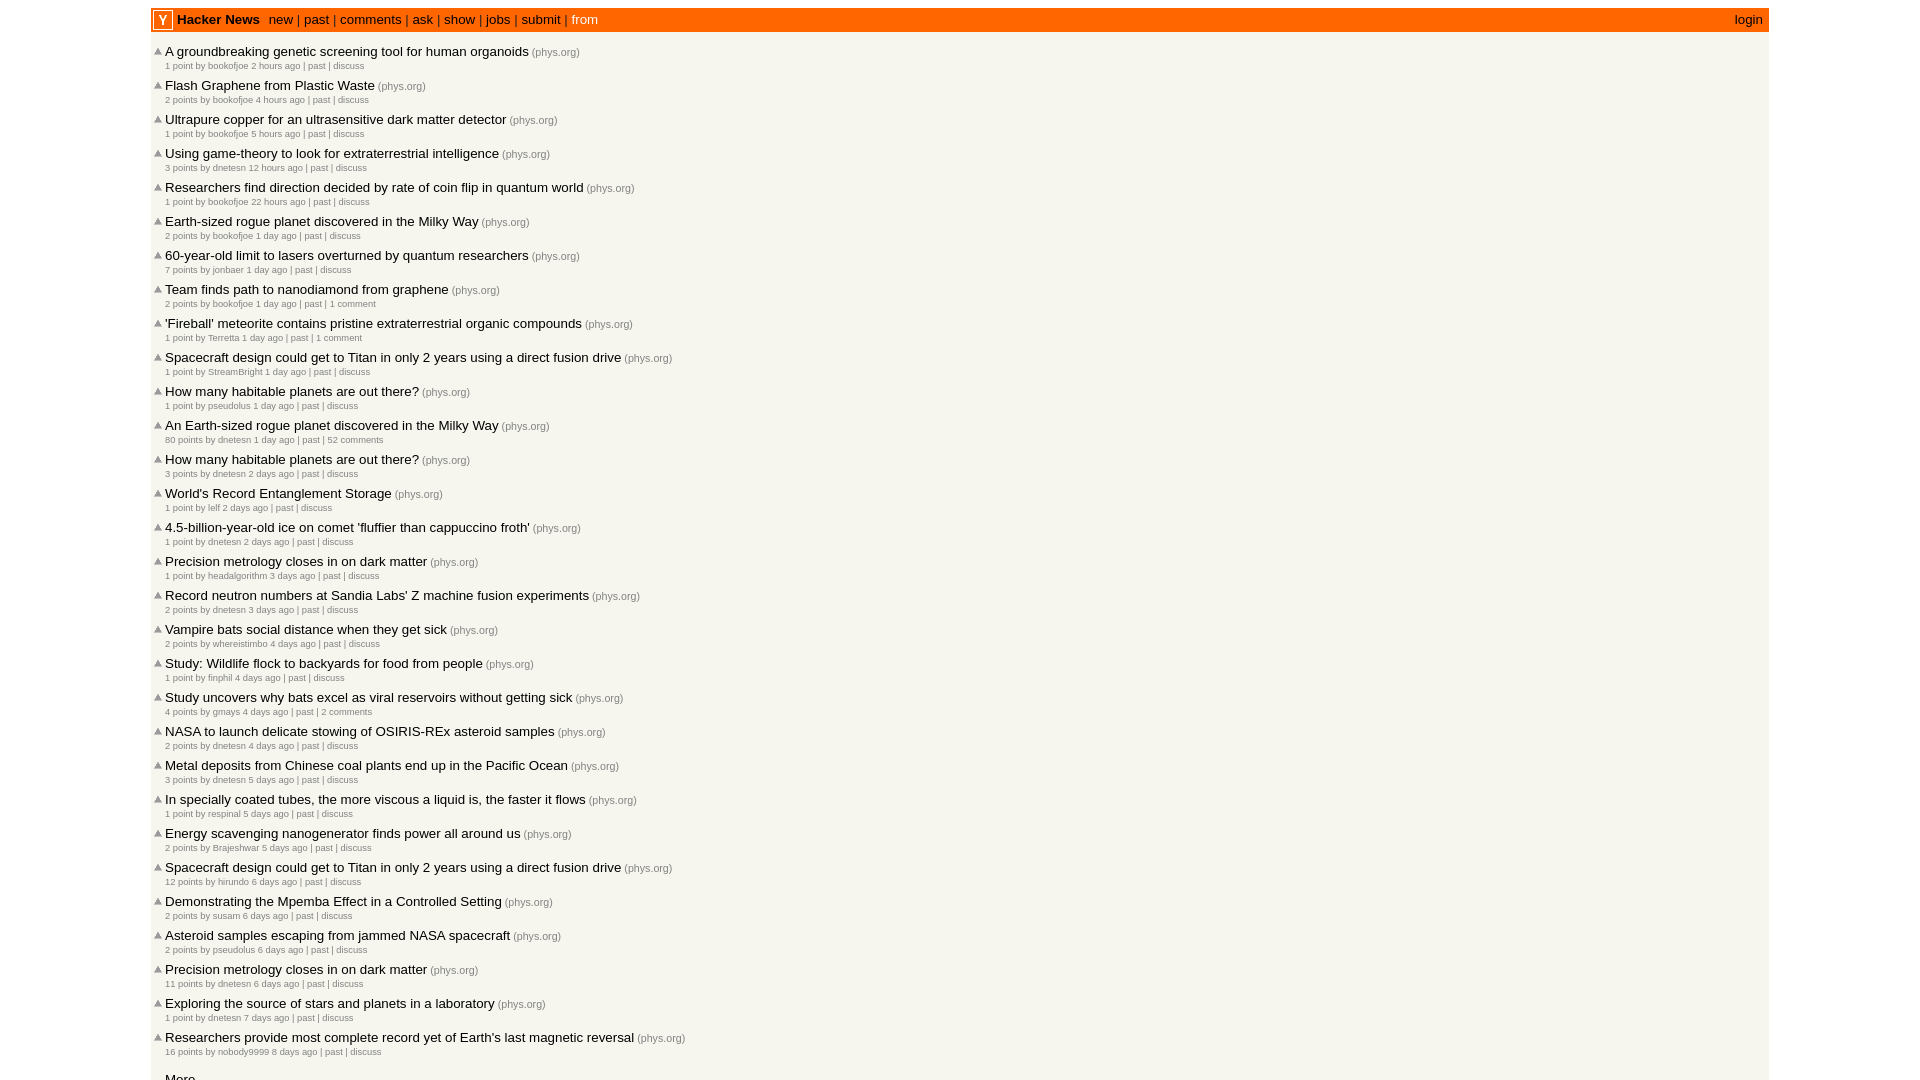 Y Hacker News new | past | comments | ask | show | jobs | submit | from login
A groundbreaking genetic screening tool for human organoids (phys.org)
1 point by bookofjoe 2 hours ago | past | discuss
Flash Graphene from Plastic Waste (phys.org)
2 points by bookofjoe 4 hours ago | past | discuss
Ultrapure copper for an ultrasensitive dark matter detector (phys.org)
1 point by bookofjoe 5 hours ago | past | discuss
Using game-theory to look for extraterrestrial intelligence (phys.org)
3 points by dnetesn 12 hours ago | past | discuss
Researchers find direction decided by rate of coin flip in quantum world (phys.org)
1 point by bookofjoe 22 hours ago | past | discuss
Earth-sized rogue planet discovered in the Milky Way (phys.org)
2 points by bookofjoe 1 day ago | past | discuss
60-year-old limit to lasers overturned by quantum researchers (phys.org)
7 points by jonbaer 1 day ago | past | discuss
Team finds path to nanodiamond from graphene (phys.org)
2 points by bookofjoe 1 day ago | past | 1 comment
'Fireball' meteorite contains pristine extraterrestrial organic compounds (phys.org)
1 point by Terretta 1 day ago | past | 1 comment
Spacecraft design could get to Titan in only 2 years using a direct fusion drive (phys.org)
1 point by StreamBright 1 day ago | past | discuss
How many habitable planets are out there? (phys.org)
1 point by pseudolus 1 day ago | past | discuss
An Earth-sized rogue planet discovered in the Milky Way (phys.org)
80 points by dnetesn 1 day ago | past | 52 comments
How many habitable planets are out there? (phys.org)
3 points by dnetesn 2 days ago | past | discuss
World's Record Entanglement Storage (phys.org)
1 point by lelf 2 days ago | past | discuss
4.5-billion-year-old ice on comet 'fluffier than cappuccino froth' (phys.org)
1 point by dnetesn 2 days ago | past | discuss
Precision metrology closes in on dark matter (phys.org)
1 point by headalgorithm 3 days ago | past | discuss
Record neutron numbers at Sandia Labs' Z machine fusion experiments (phys.org)
2 points by dnetesn 3 days ago | past | discuss
Vampire bats social distance when they get sick (phys.org)
2 points by whereistimbo 4 days ago | past | discuss
Study: Wildlife flock to backyards for food from people (phys.org)
1 point by finphil 4 days ago | past | discuss
Study uncovers why bats excel as viral reservoirs without getting sick (phys.org)
4 points by gmays 4 days ago | past | 2 comments
NASA to launch delicate stowing of OSIRIS-REx asteroid samples (phys.org)
2 points by dnetesn 4 days ago | past | discuss
Metal deposits from Chinese coal plants end up in the Pacific Ocean (phys.org)
3 points by dnetesn 5 days ago | past | discuss
In specially coated tubes, the more viscous a liquid is, the faster it flows (phys.org)
1 point by respinal 5 days ago | past | discuss
Energy scavenging nanogenerator finds power all around us (phys.org)
2 points by Brajeshwar 5 days ago | past | discuss
Spacecraft design could get to Titan in only 2 years using a direct fusion drive (phys.org)
12 points by hirundo 6 days ago | past | discuss
Demonstrating the Mpemba Effect in a Controlled Setting (phys.org)
2 points by susam 6 days ago | past | discuss
Asteroid samples escaping from jammed NASA spacecraft (phys.org)
2 points by pseudolus 6 days ago | past | discuss
Precision metrology closes in on dark matter (phys.org)
11 points by dnetesn 6 days ago | past | discuss
Exploring the source of stars and planets in a laboratory (phys.org)
1 point by dnetesn 7 days ago | past | discuss
Researchers provide most complete record yet of Earth's last magnetic reversal (phys.org)
16 points by nobody9999 8 days ago | past | discuss
More